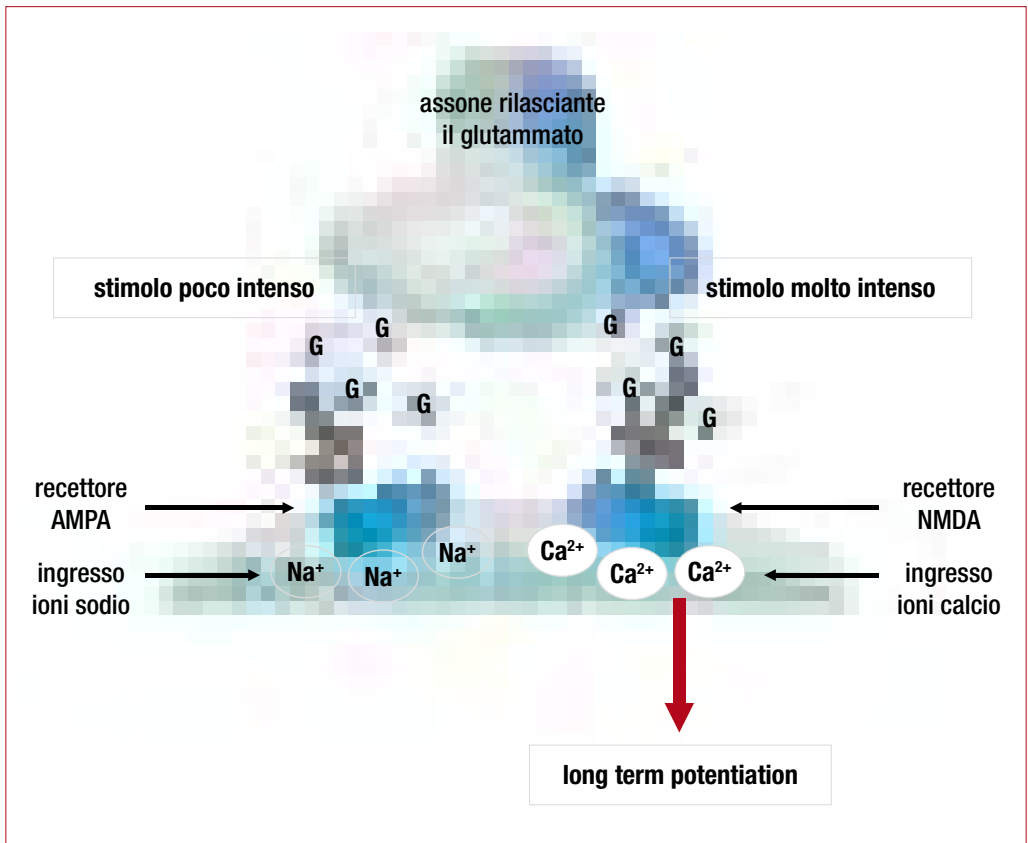 assone rilasciante
il glutammato
stimolo poco intenso
stimolo molto intenso
G
G
G
G
G
G
G
G
recettore
AMPA
recettore
NMDA
Na⁺
Na⁺
Na⁺
Ca²⁺
Ca²⁺
Ca²⁺
ingresso
ioni sodio
ingresso
ioni calcio
long term potentiation